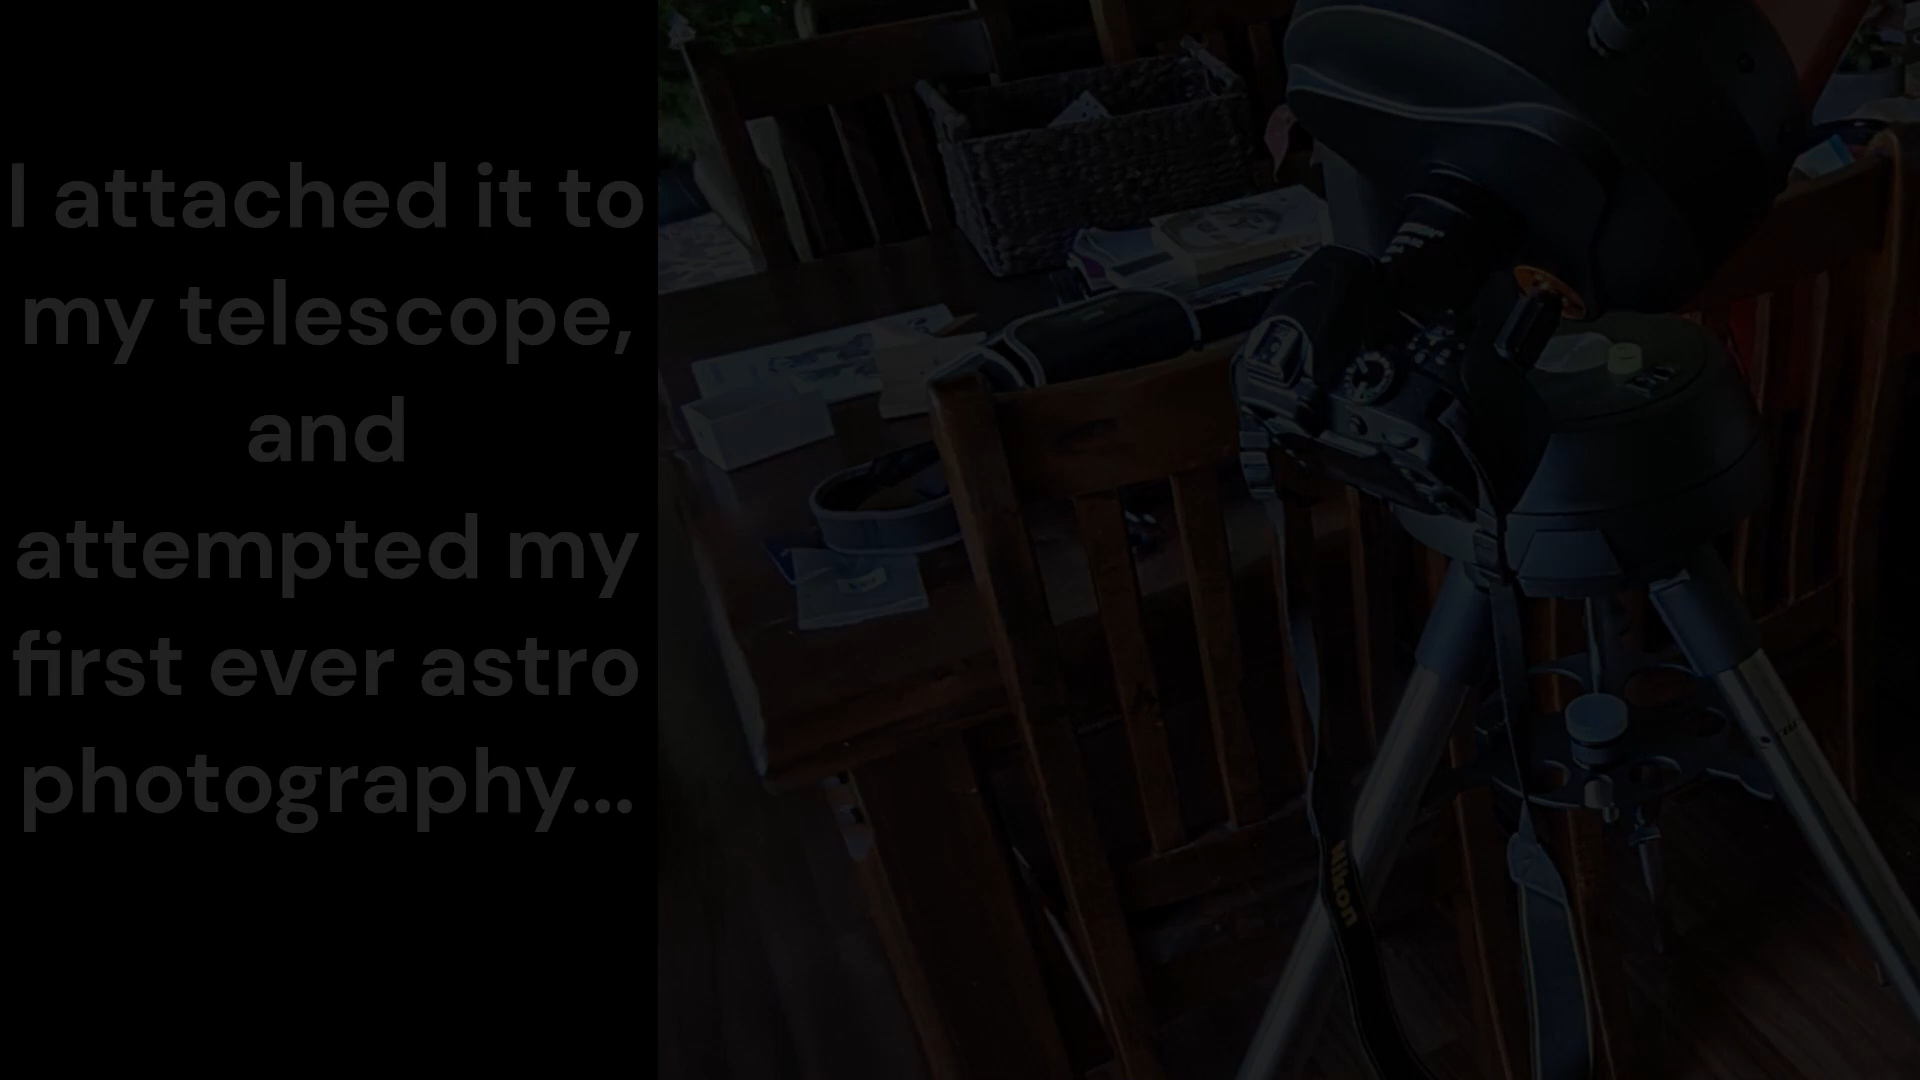 I attached it to
my telescope,
and
attempted my
first ever astro
photography...
Nikon